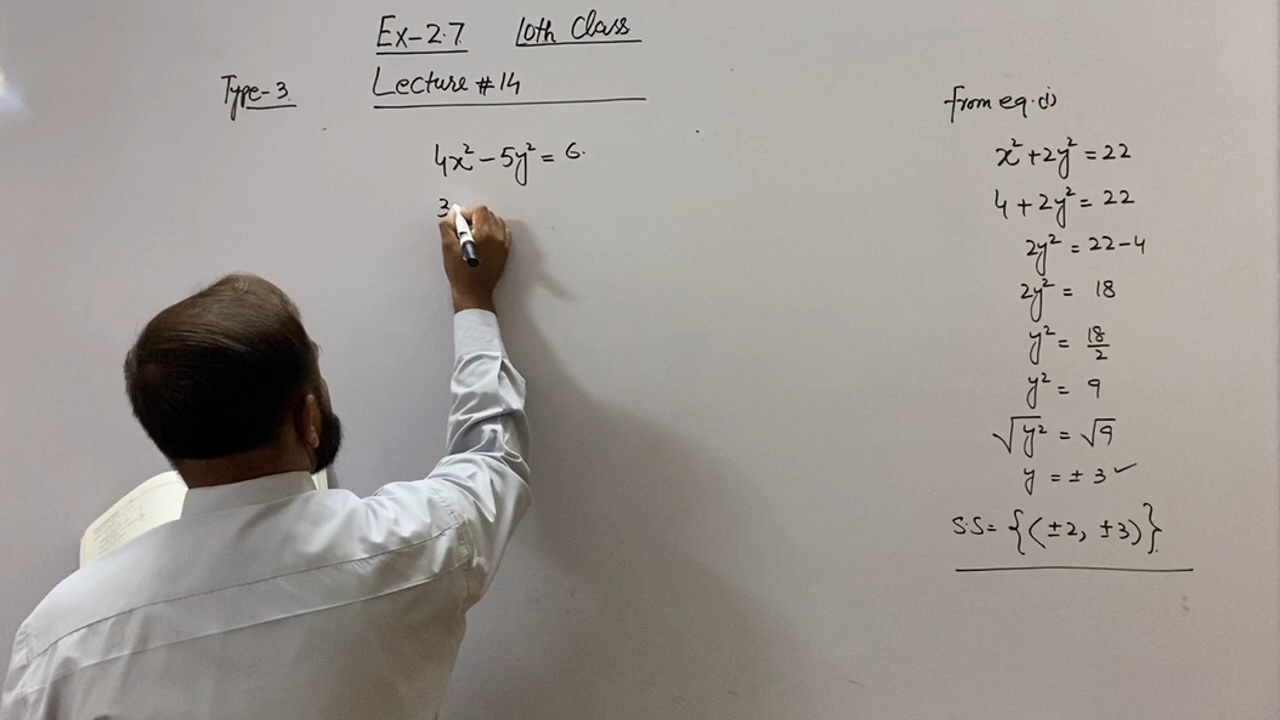 Ex-2.7 10th Class
Type-3
Lecture #14
4x² - 5y² = 6.
3
from eq.(i)
x² + 2y² = 22
4 + 2y² = 22
2y² = 22-4
2y² = 18
y² = 18/2
y² = 9
√y² = √9
y = ± 3 ✓
S.S = {(±2, ±3)}